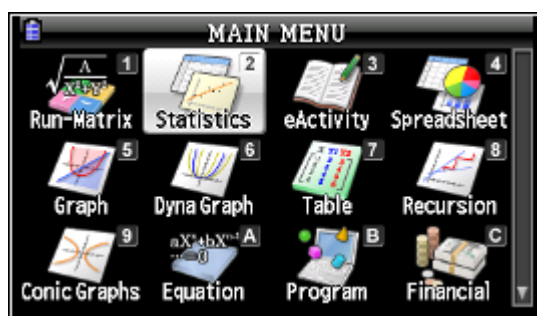 MAIN MENU
1 2 3 4
Run-Matrix Statistics eActivity Spreadsheet
5 6 7 8
Graph Dyna Graph Table Recursion
9 A B C
Conic Graphs Equation Program Financial